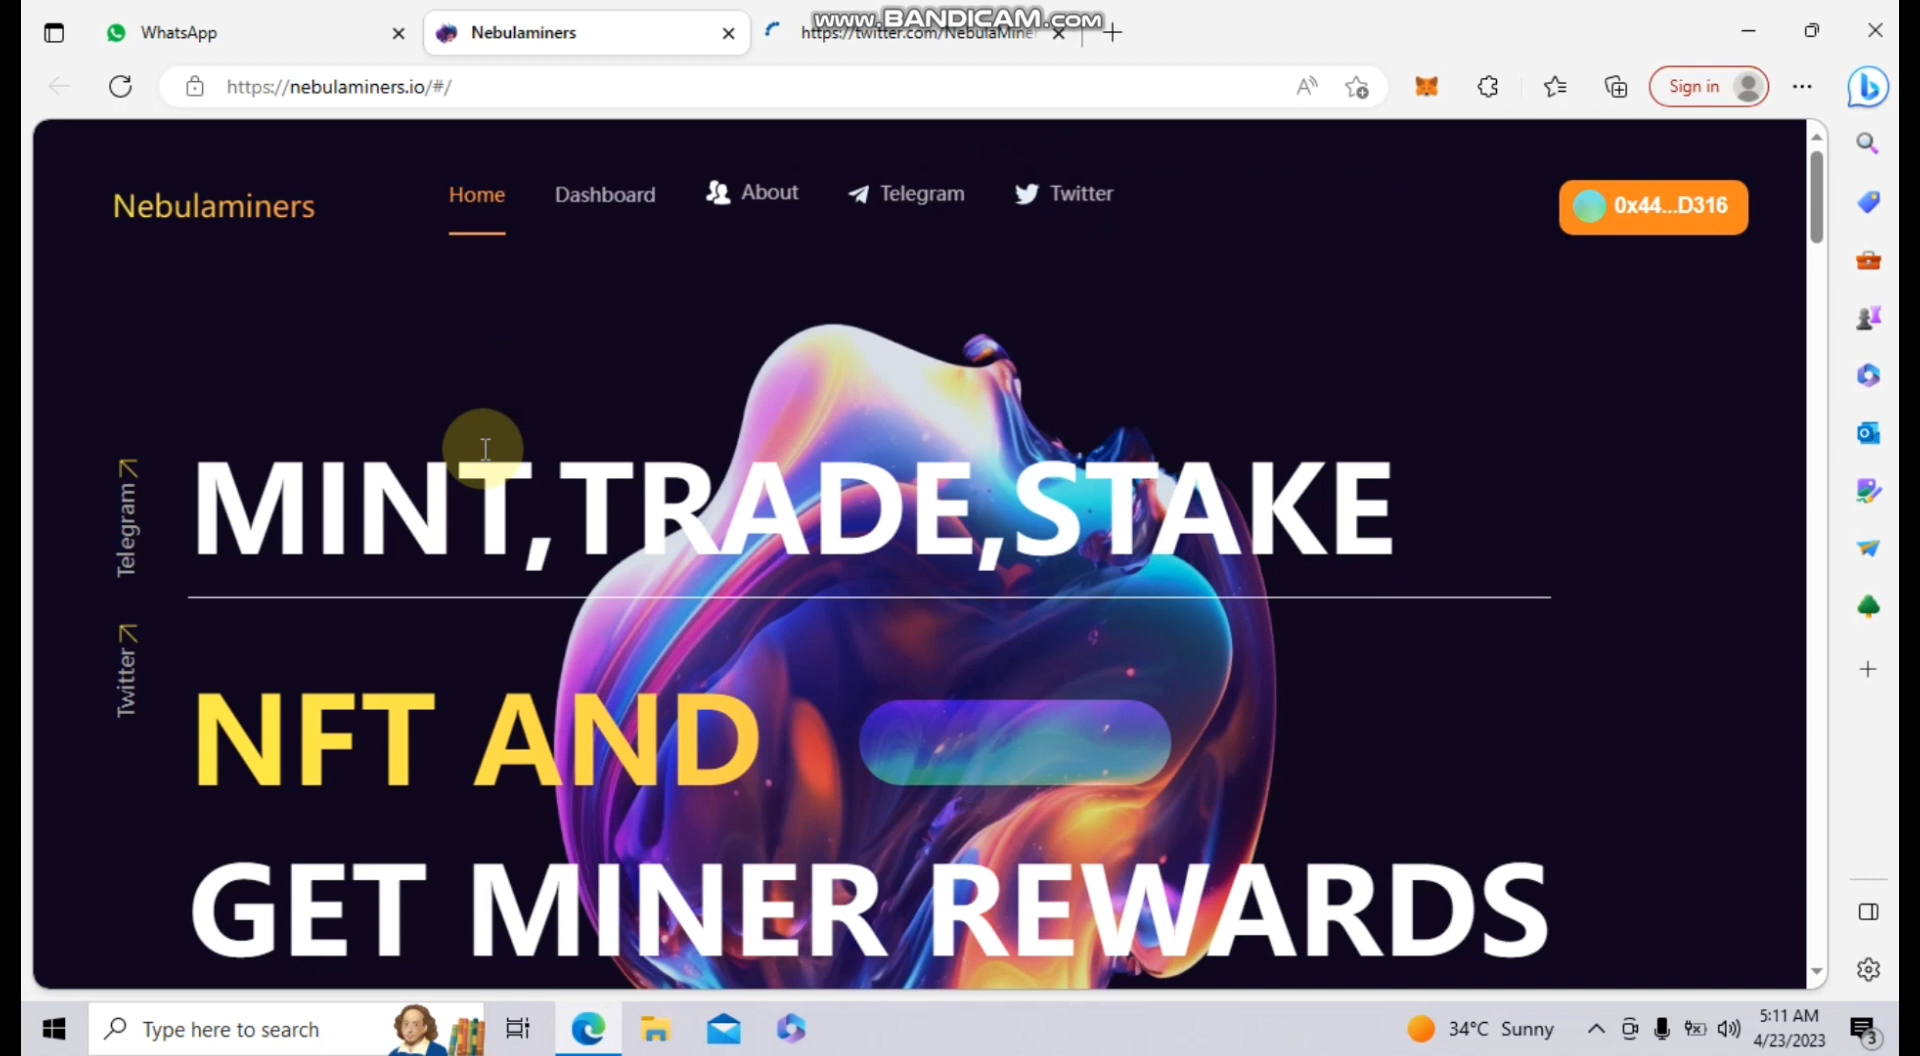 www.BANDICAM.com
WhatsApp
Nebulaminers
https://twitter.com/NebulaMiner
https://nebulaminers.io/#/
Sign in
Nebulaminers
Home
Dashboard
About
Telegram
Twitter
0x44...D316
Telegram
Twitter
MINT,TRADE,STAKE
NFT AND
GET MINER REWARDS
Type here to search
34°C Sunny
5:11 AM
4/23/2023
3